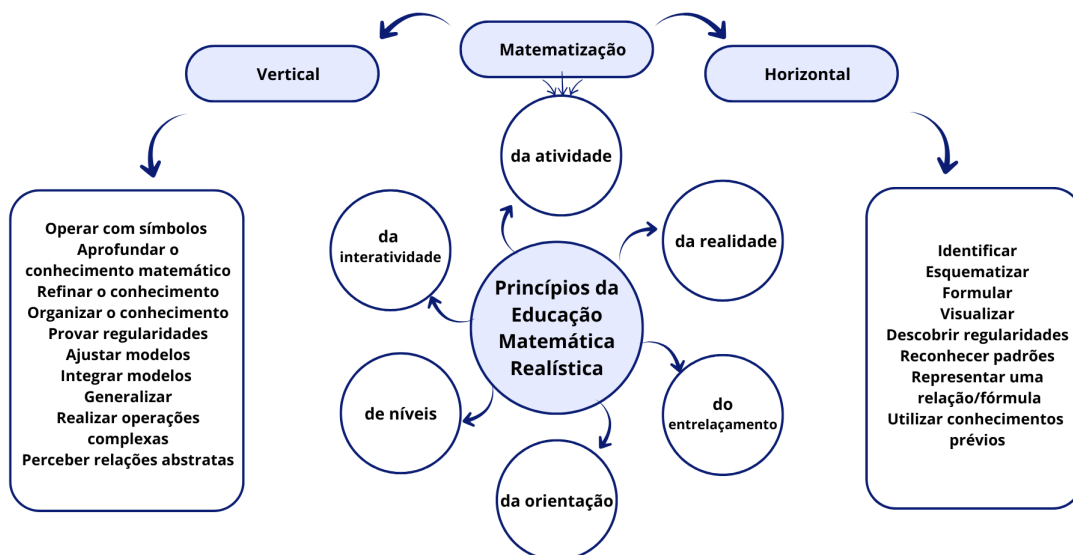 Matematização
Vertical
Horizontal
Operar com símbolos
Aprofundar o
conhecimento matemático
Refinar o conhecimento
Organizar o conhecimento
Provar regularidades
Ajustar modelos
Integrar modelos
Generalizar
Realizar operações
complexas
Perceber relações abstratas
da atividade
da realidade
da
interatividade
Princípios da
Educação
Matemática
Realística
de níveis
do
entrelaçamento
da orientação
Identificar
Esquematizar
Formular
Visualizar
Descobrir regularidades
Reconhecer padrões
Representar uma
relação/fórmula
Utilizar conhecimentos
prévios